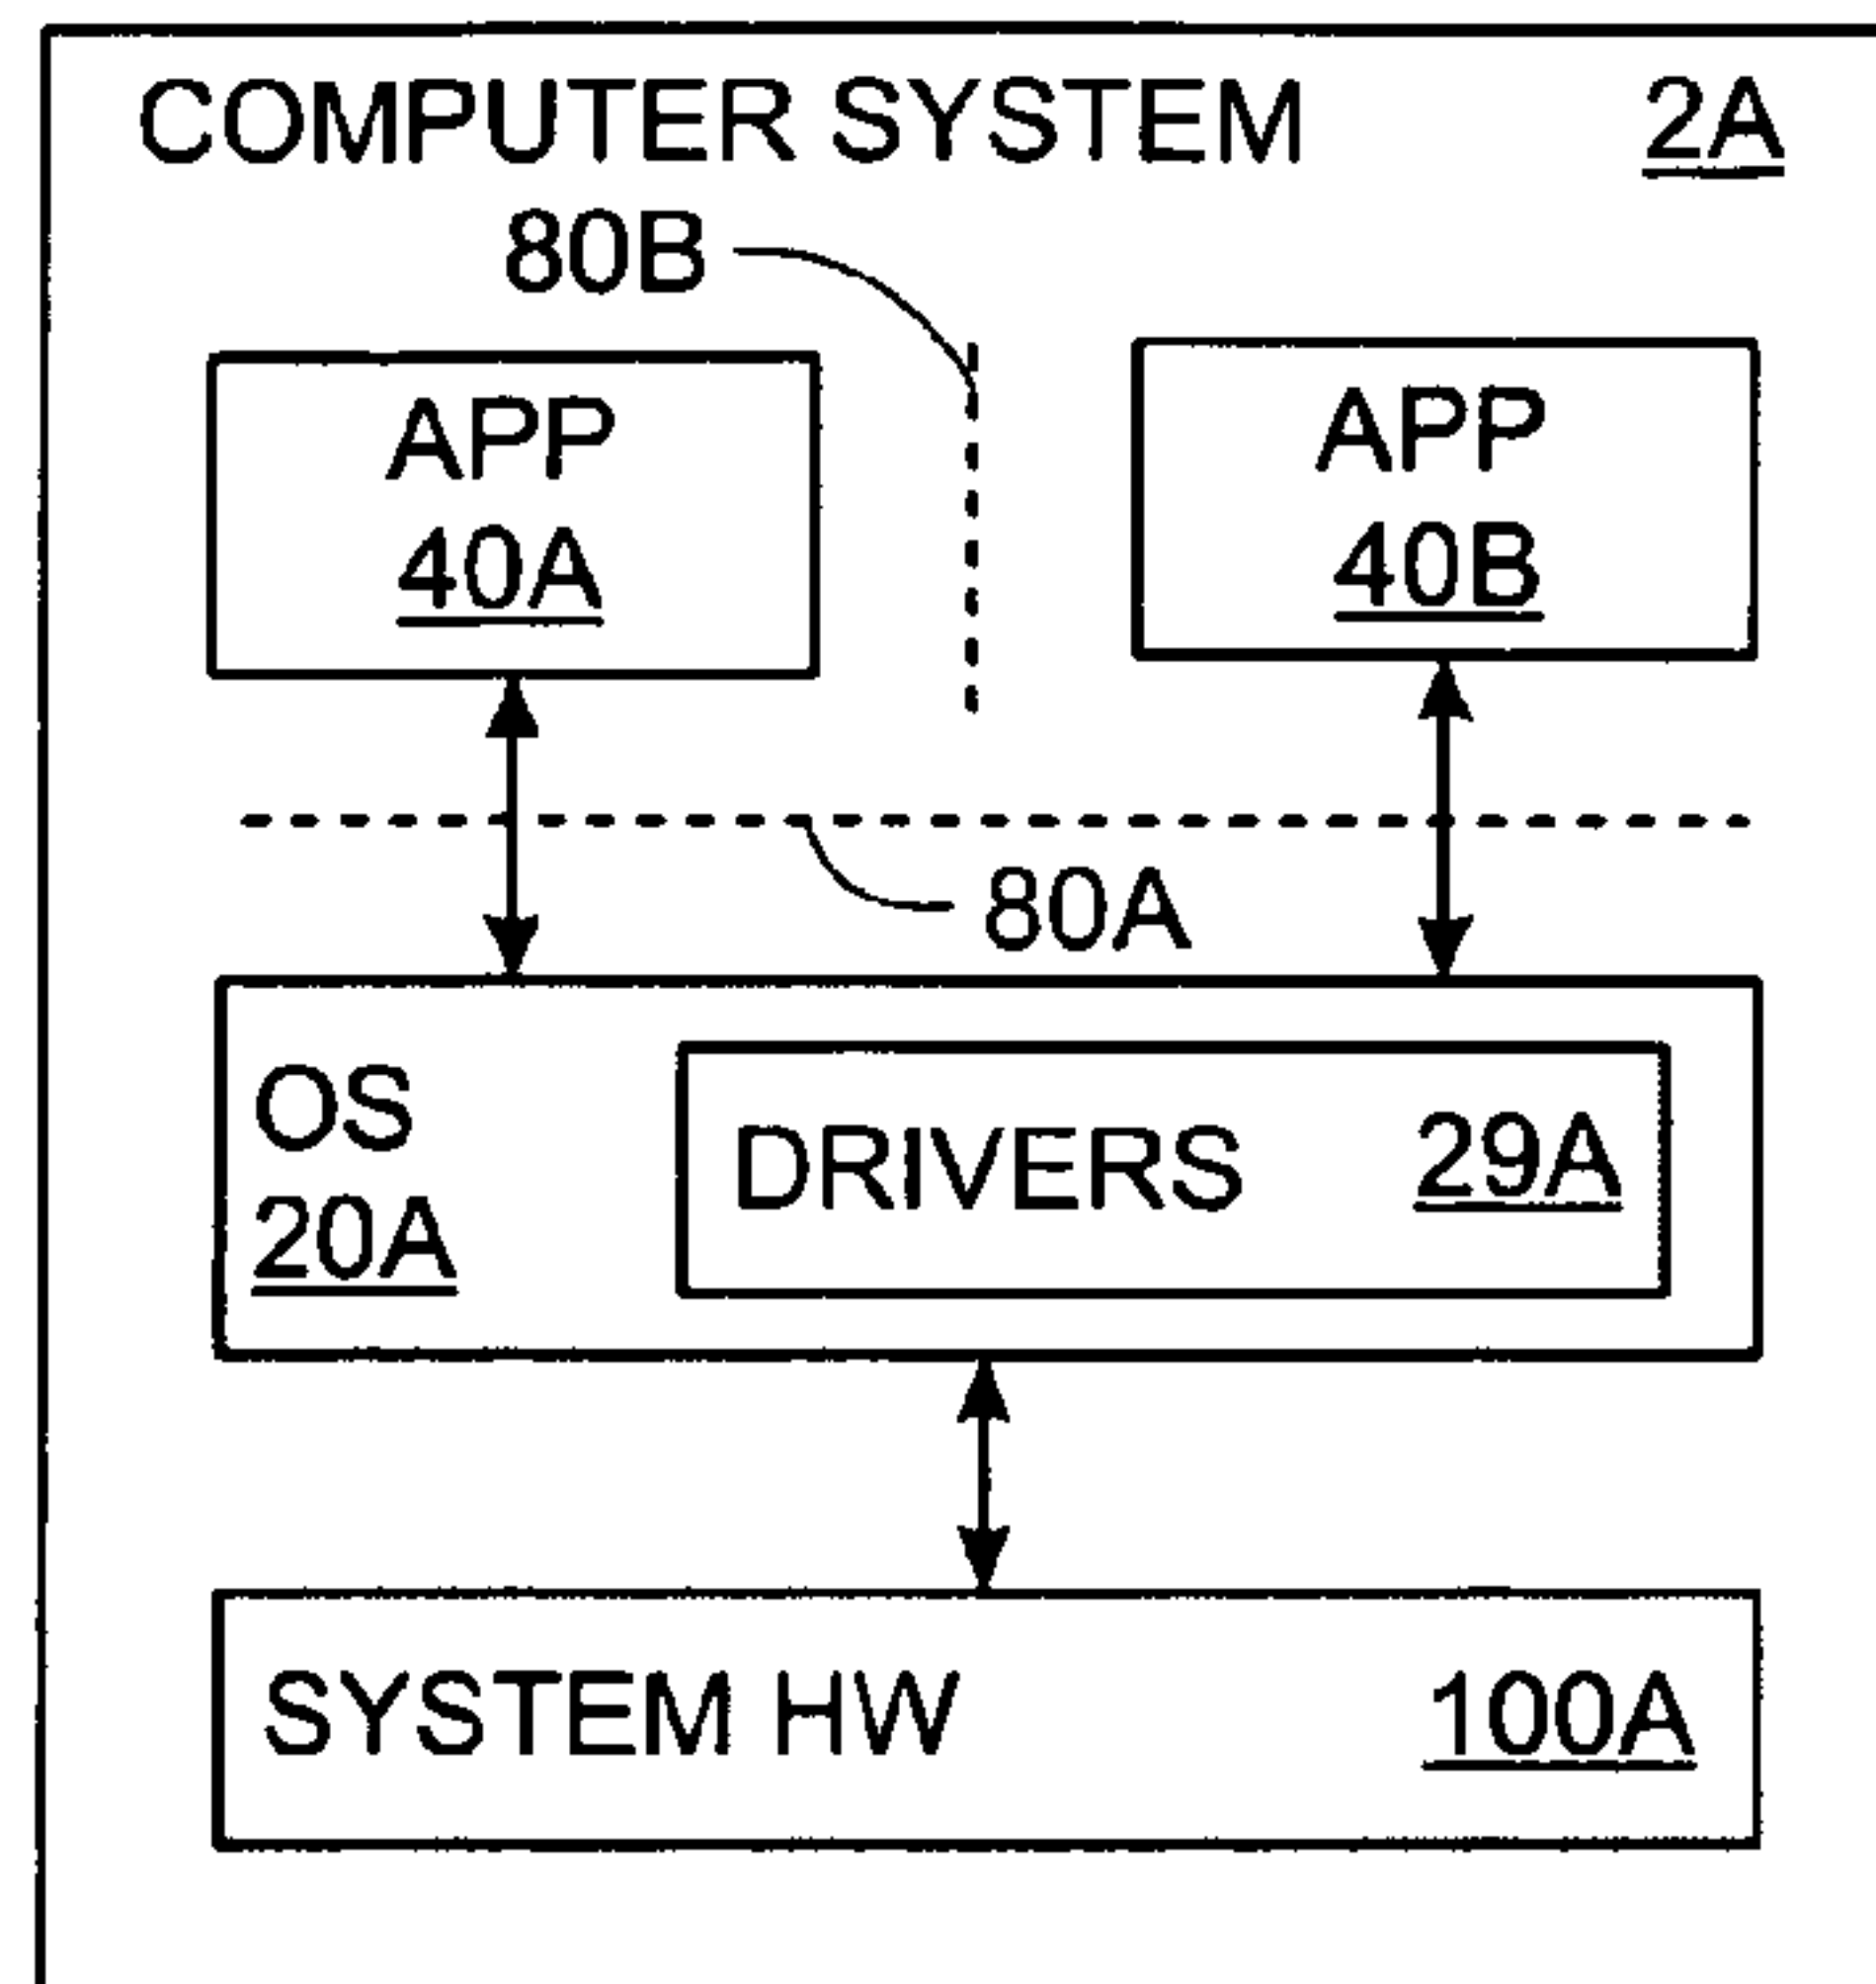 COMPUTER SYSTEM 2A
80B
APP
40A
APP
40B
80A
OS
20A
DRIVERS 29A
SYSTEM HW 100A